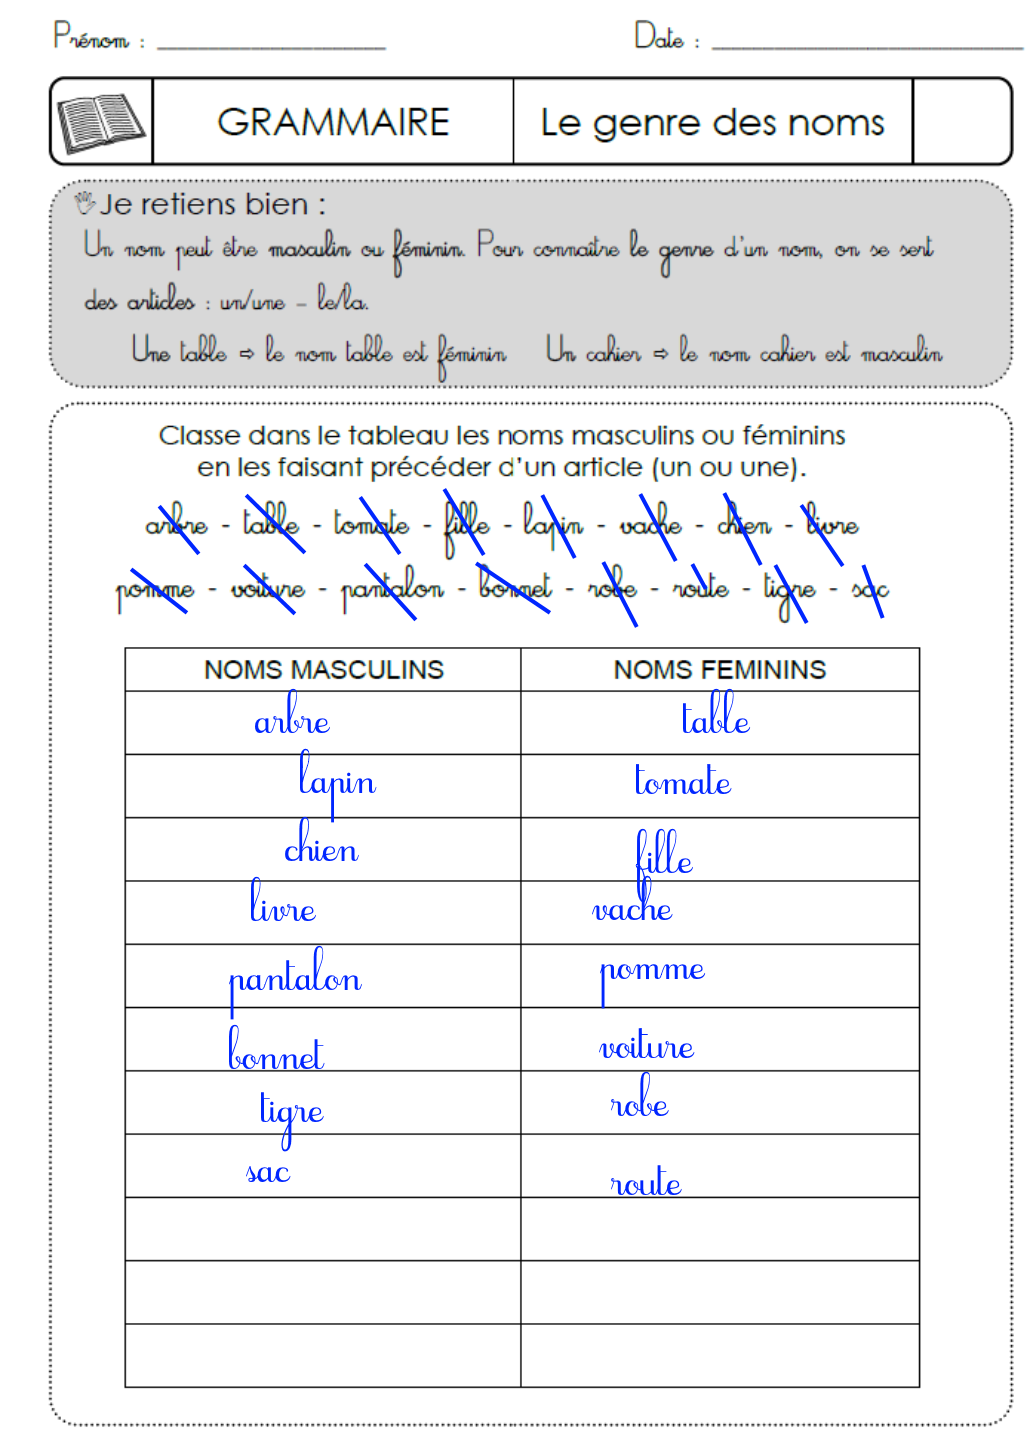 Prénom : ____________________ Date : ____________________
GRAMMAIRE Le genre des noms
Je retiens bien :
Un nom peut être masculin ou féminin. Pour connaître le genre d'un nom, on se sert
des articles : un/une – le/la.
Une table ⇨ le nom table est féminin Un cahier ⇨ le nom cahier est masculin
Classe dans le tableau les noms masculins ou féminins
en les faisant précéder d'un article (un ou une).
arbre - table - tomate - fille - lapin - vache - chien - livre
pomme - voiture - pantalon - bonnet - robe - route - tigre - sac
NOMS MASCULINS NOMS FEMININS
arbre table
lapin tomate
chien fille
livre vache
pantalon pomme
bonnet voiture
tigre robe
sac route